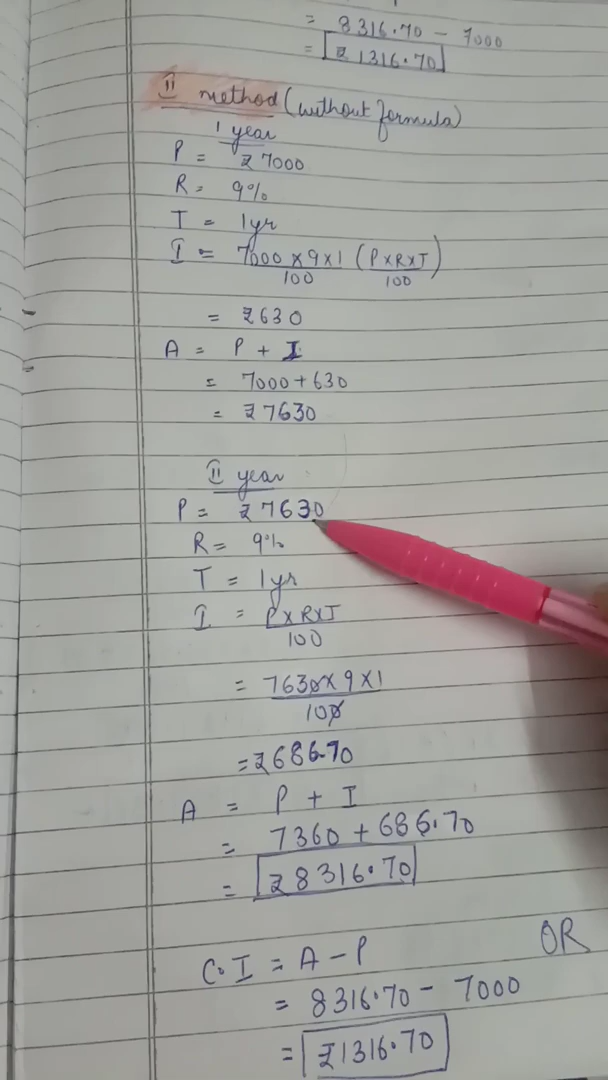 = 8316.70 - 7000
= ₹1316.70
II method (without formula)
1 year
P = ₹7000
R = 9%
T = 1yr
I = 7000 x 9 x 1 (P x R x T)
100 100
= ₹630
A = P + I
= 7000 + 630
= ₹7630
II year
P = ₹7630
R = 9%
T = 1yr
I = P x R x T
100
= 7630 x 9 x 1
100
= ₹686.70
A = P + I
= 7360 + 686.70
= ₹8316.70
OR
C.I = A - P
= 8316.70 - 7000
= ₹1316.70